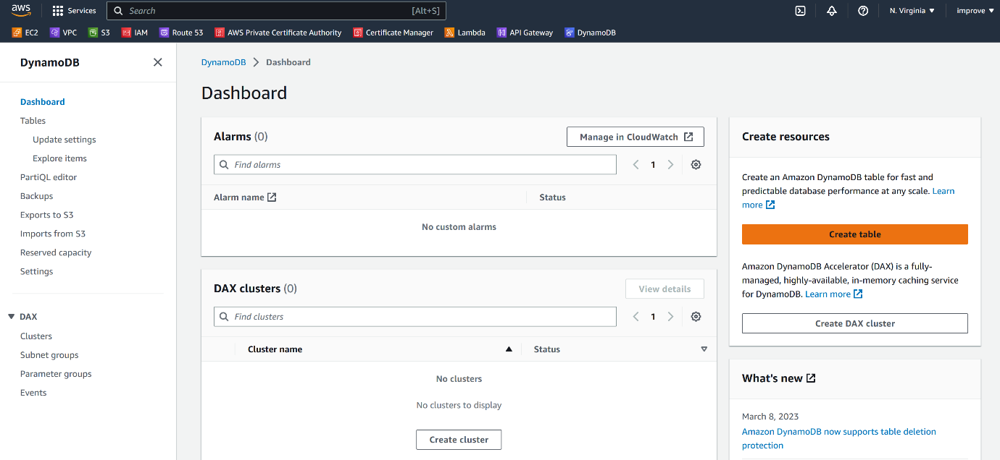 aws
Services
Search
[Alt+S]
N. Virginia
improve
EC2
VPC
S3
IAM
Route 53
AWS Private Certificate Authority
Certificate Manager
Lambda
API Gateway
DynamoDB
DynamoDB
Dashboard
Tables
Update settings
Explore items
PartiQL editor
Backups
Exports to S3
Imports from S3
Reserved capacity
Settings
DAX
Clusters
Subnet groups
Parameter groups
Events
DynamoDB
Dashboard
Dashboard
Alarms (0)
Manage in CloudWatch
Find alarms
1
Alarm name
Status
No custom alarms
DAX clusters (0)
View details
Find clusters
1
Cluster name
Status
No clusters
No clusters to display
Create cluster
Create resources
Create an Amazon DynamoDB table for fast and
predictable database performance at any scale. Learn
more
Create table
Amazon DynamoDB Accelerator (DAX) is a fully-
managed, highly-available, in-memory caching service
for DynamoDB. Learn more
Create DAX cluster
What's new
March 8, 2023
Amazon DynamoDB now supports table deletion
protection